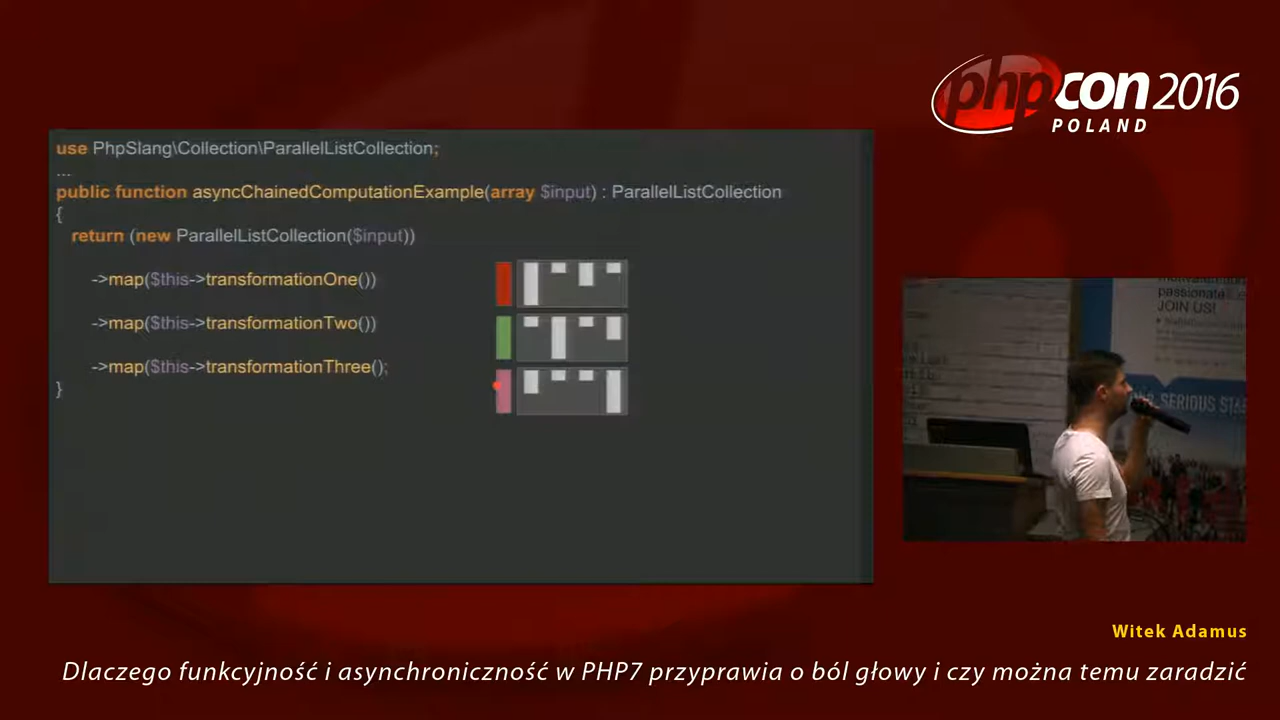 phpcon 2016
POLAND
use PhpSlang\Collection\ParallelListCollection;
...
public function asyncChainedComputationExample(array $input) : ParallelListCollection
{
return (new ParallelListCollection($input))
->map($this->transformationOne())
->map($this->transformationTwo())
->map($this->transformationThree();
}
passionate
JOIN US!
-SERIOUS STA
Witek Adamus
Dlaczego funkcyjność i asynchroniczność w PHP7 przyprawia o ból głowy i czy można temu zaradzić